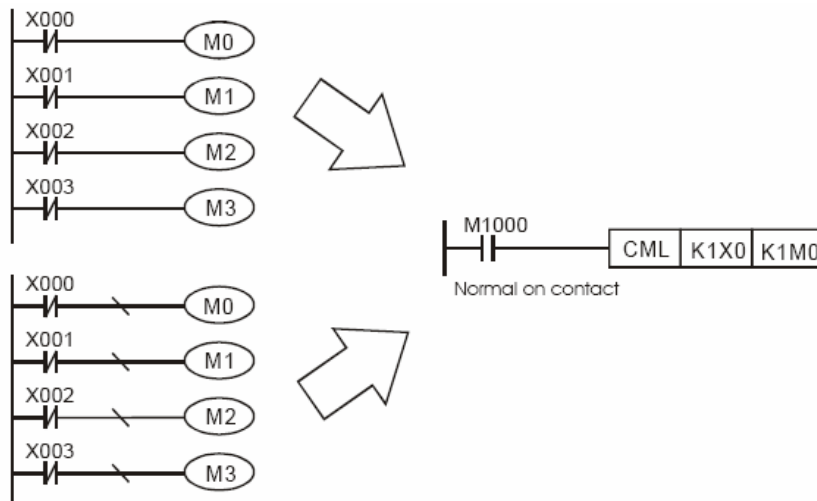 X000
M0
X001
M1
X002
M2
X003
M3
M1000
CML K1X0 K1M0
Normal on contact
X000
M0
X001
M1
X002
M2
X003
M3